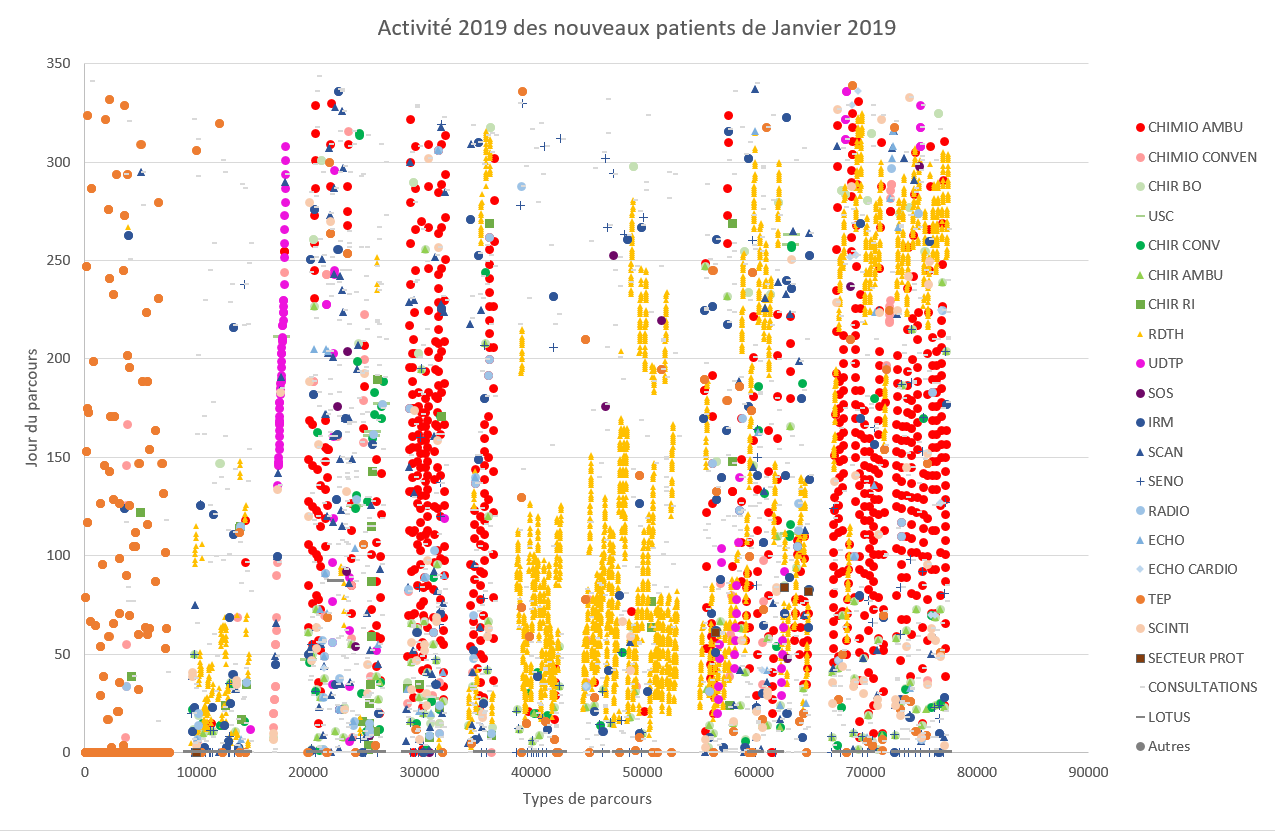 Activité 2019 des nouveaux patients de Janvier 2019
350
300
250
200
150
100
50
0
Jour du parcours
0 10000 20000 30000 40000 50000 60000 70000 80000 90000
Types de parcours
CHIMIO AMBU
CHIMIO CONVEN
CHIR BO
USC
CHIR CONV
CHIR AMBU
CHIR RI
RDTH
UDTP
SOS
IRM
SCAN
SENO
RADIO
ECHO
ECHO CARDIO
TEP
SCINTI
SECTEUR PROT
CONSULTATIONS
LOTUS
Autres